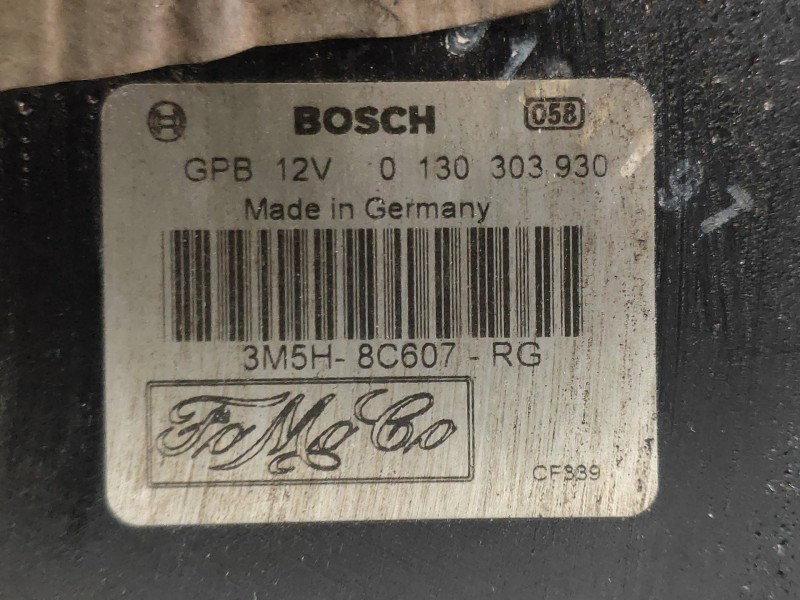 BOSCH 058
GPB 12V 0 130 303 930
Made in Germany
3M5H- 8C607 - RG
FoMoCo
CF339